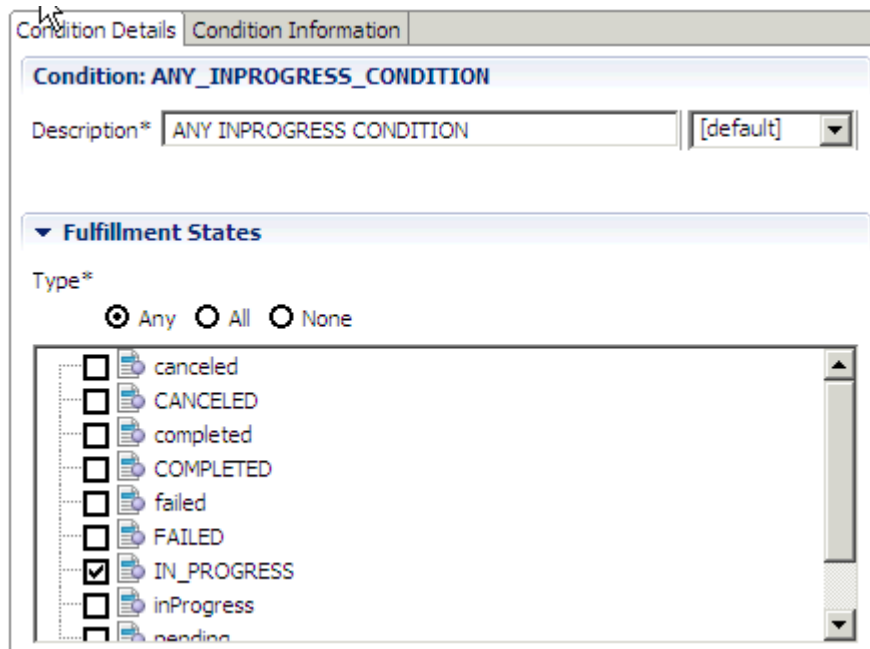 Condition Details Condition Information
Condition: ANY_INPROGRESS_CONDITION
Description* ANY INPROGRESS CONDITION [default]
Fulfillment States
Type*
Any All None
canceled
CANCELED
completed
COMPLETED
failed
FAILED
IN_PROGRESS
inProgress
pending